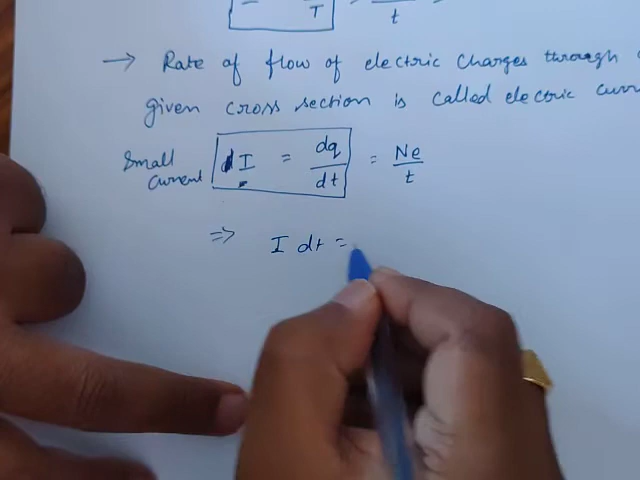 T
t
→ Rate of flow of electric Charges through
given cross section is called electric curr
Small current dI = dq/dt = Ne/t
⇒ I dt =